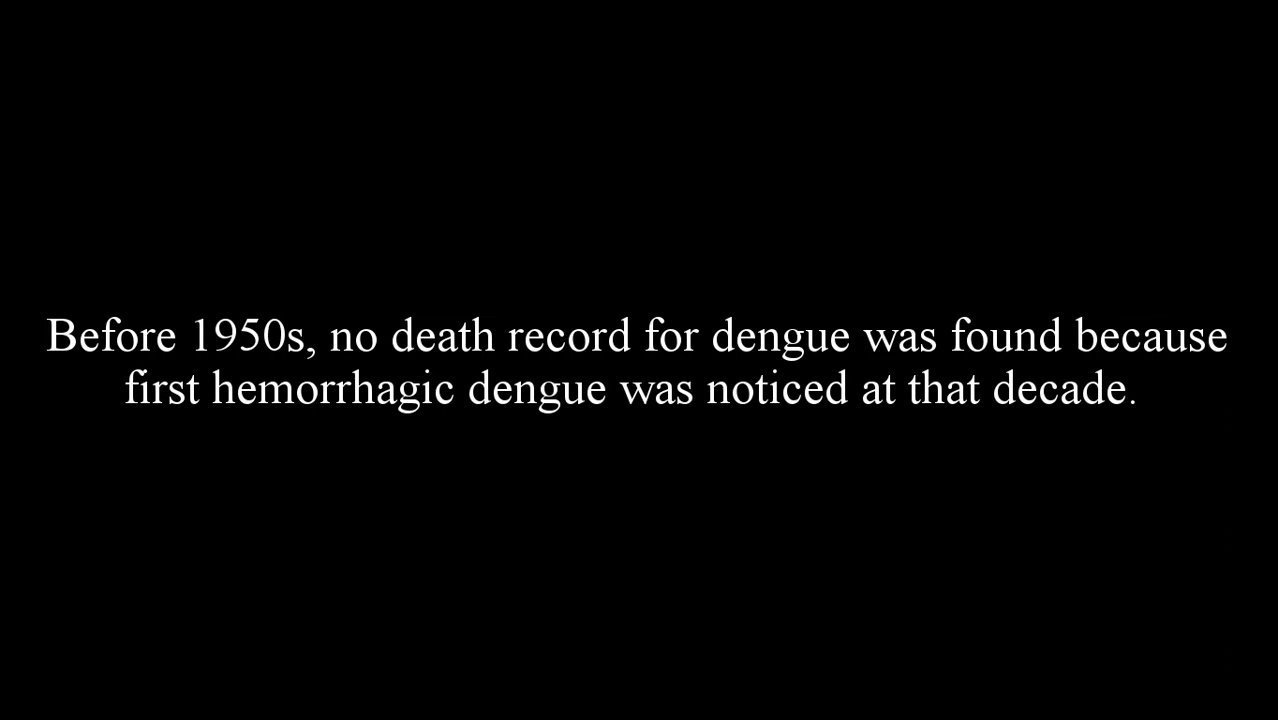 Before 1950s, no death record for dengue was found because
first hemorrhagic dengue was noticed at that decade.